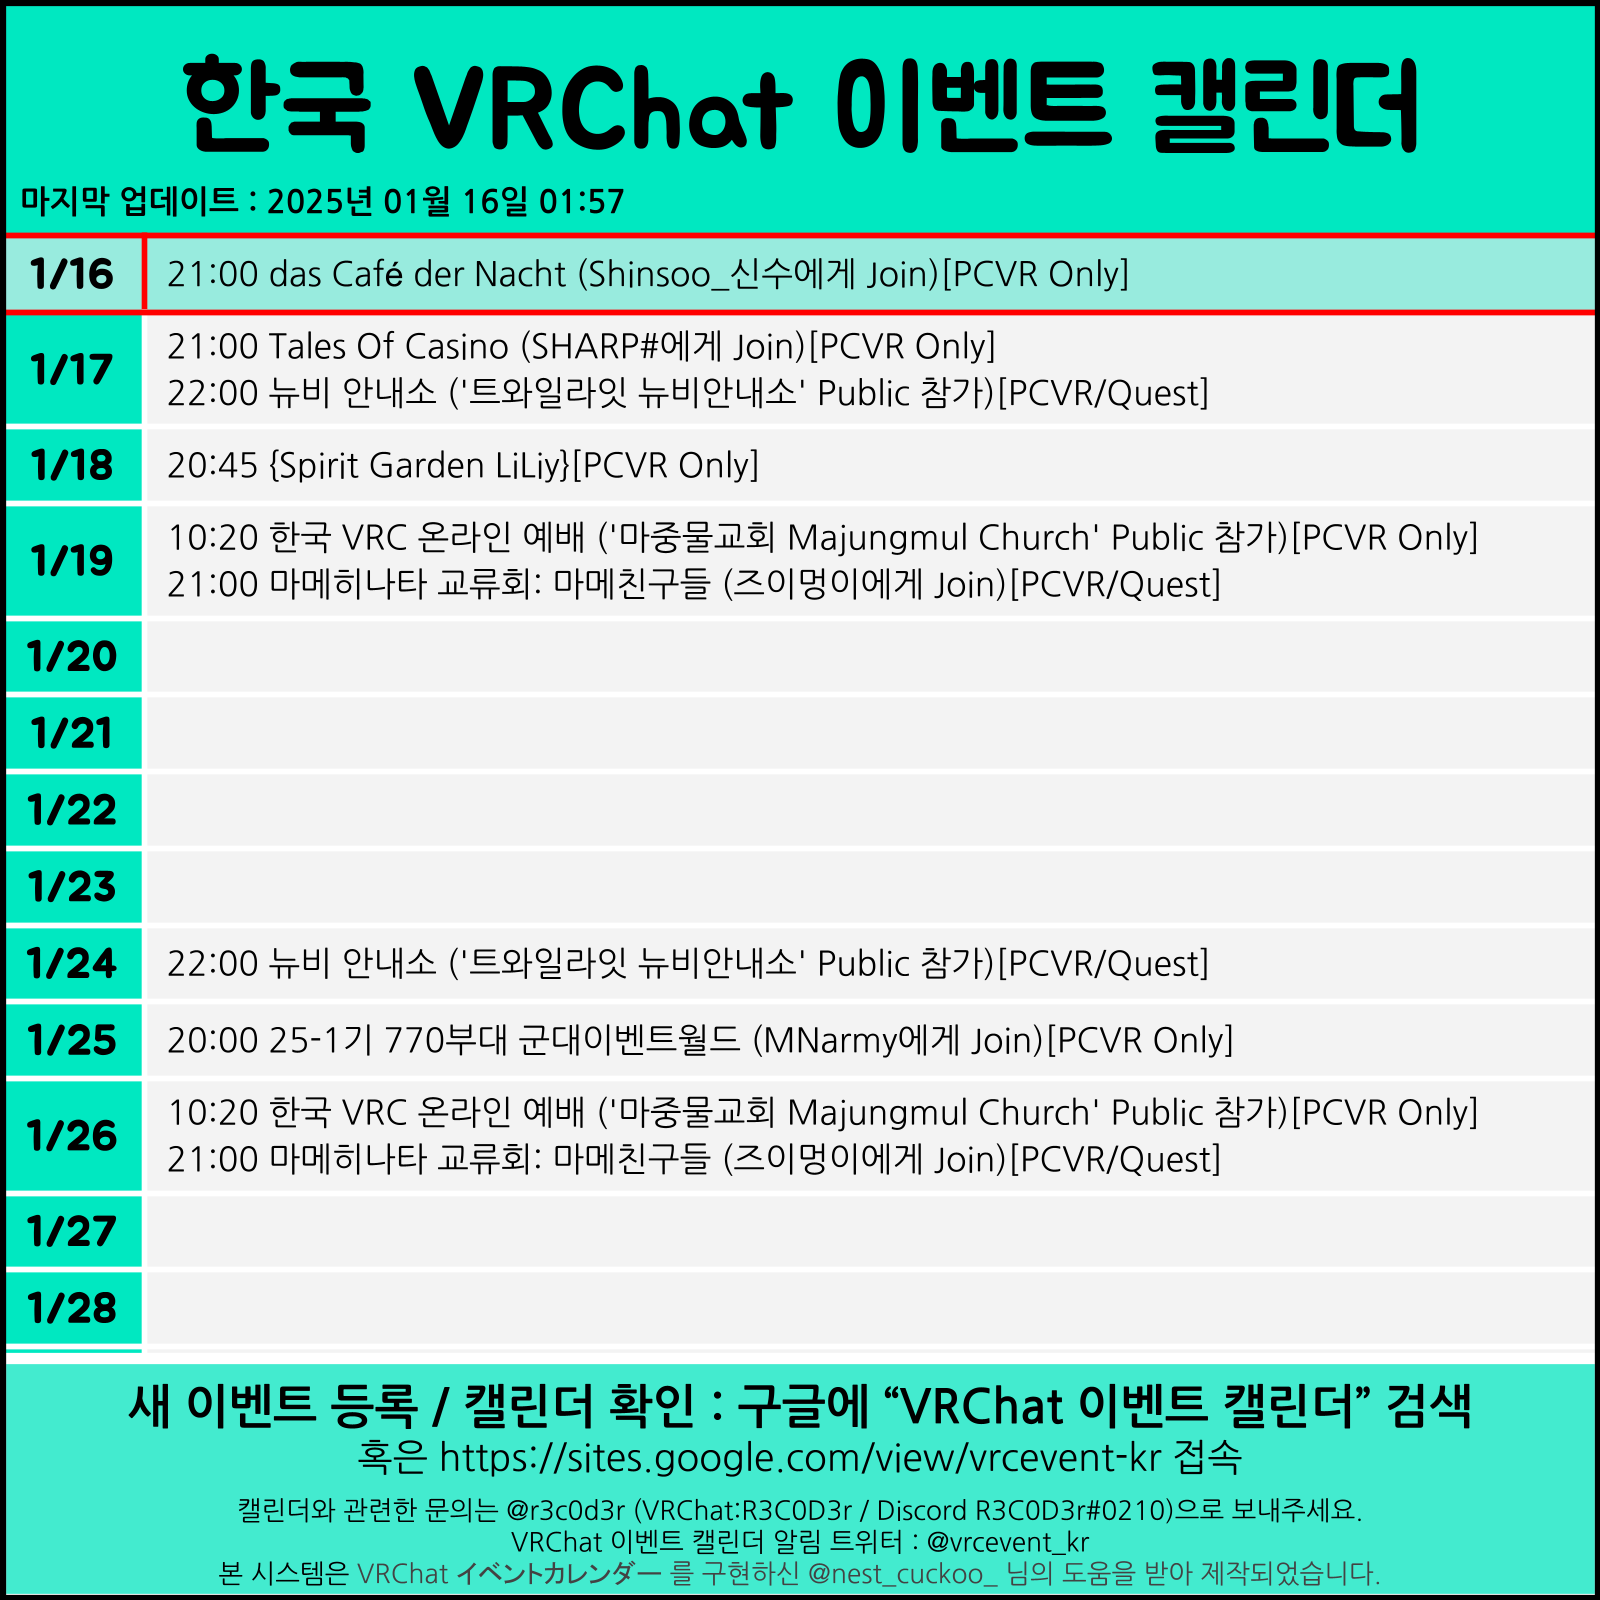 한국 VRChat 이벤트 캘린더
마지막 업데이트 : 2025년 01월 16일 01:57
1/16
21:00 das Café der Nacht (Shinsoo_신수에게 Join)[PCVR Only]
1/17
21:00 Tales Of Casino (SHARP#에게 Join)[PCVR Only]
22:00 뉴비 안내소 ('트와일라잇 뉴비안내소' Public 참가)[PCVR/Quest]
1/18
20:45 {Spirit Garden LiLiy}[PCVR Only]
1/19
10:20 한국 VRC 온라인 예배 ('마중물교회 Majungmul Church' Public 참가)[PCVR Only]
21:00 마메히나타 교류회: 마메친구들 (즈이멍이에게 Join)[PCVR/Quest]
1/20
1/21
1/22
1/23
1/24
22:00 뉴비 안내소 ('트와일라잇 뉴비안내소' Public 참가)[PCVR/Quest]
1/25
20:00 25-1기 770부대 군대이벤트월드 (MNarmy에게 Join)[PCVR Only]
1/26
10:20 한국 VRC 온라인 예배 ('마중물교회 Majungmul Church' Public 참가)[PCVR Only]
21:00 마메히나타 교류회: 마메친구들 (즈이멍이에게 Join)[PCVR/Quest]
1/27
1/28
새 이벤트 등록 / 캘린더 확인 : 구글에 “VRChat 이벤트 캘린더” 검색
혹은 https://sites.google.com/view/vrcevent-kr 접속
캘린더와 관련한 문의는 @r3c0d3r (VRChat:R3C0D3r / Discord R3C0D3r#0210)으로 보내주세요.
VRChat 이벤트 캘린더 알림 트위터 : @vrcevent_kr
본 시스템은 VRChat イベントカレンダー 를 구현하신 @nest_cuckoo_ 님의 도움을 받아 제작되었습니다.